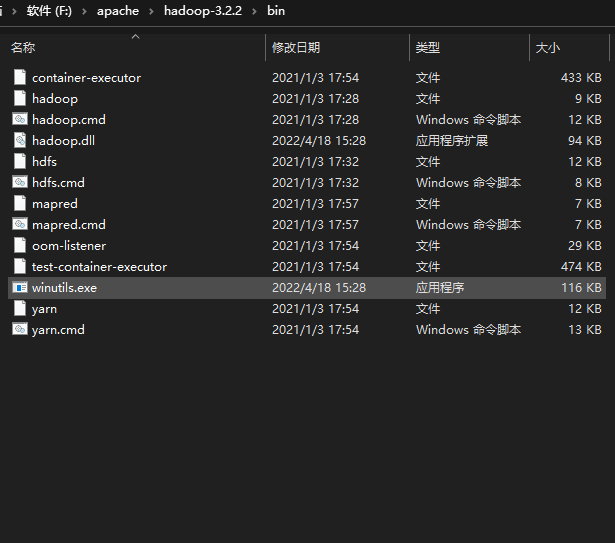 软件 (F:) › apache › hadoop-3.2.2 › bin
名称 修改日期 类型 大小
container-executor 2021/1/3 17:54 文件 433 KB
hadoop 2021/1/3 17:28 文件 9 KB
hadoop.cmd 2021/1/3 17:28 Windows 命令脚本 12 KB
hadoop.dll 2022/4/18 15:28 应用程序扩展 94 KB
hdfs 2021/1/3 17:32 文件 12 KB
hdfs.cmd 2021/1/3 17:32 Windows 命令脚本 8 KB
mapred 2021/1/3 17:57 文件 7 KB
mapred.cmd 2021/1/3 17:57 Windows 命令脚本 7 KB
oom-listener 2021/1/3 17:54 文件 29 KB
test-container-executor 2021/1/3 17:54 文件 474 KB
winutils.exe 2022/4/18 15:28 应用程序 116 KB
yarn 2021/1/3 17:54 文件 12 KB
yarn.cmd 2021/1/3 17:54 Windows 命令脚本 13 KB